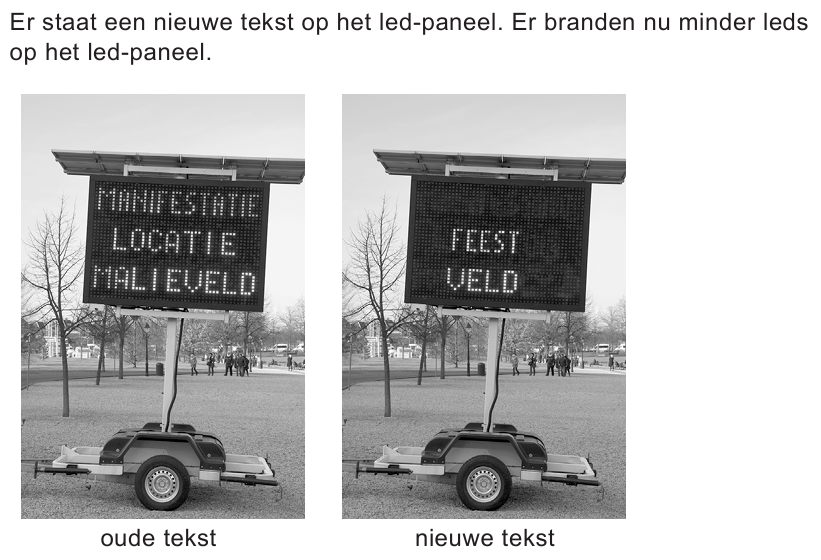 Er staat een nieuwe tekst op het led-paneel. Er branden nu minder leds
op het led-paneel.
MANIFESTATIE
LOCATIE
MALIEVELD
FEEST
VELD
oude tekst
nieuwe tekst